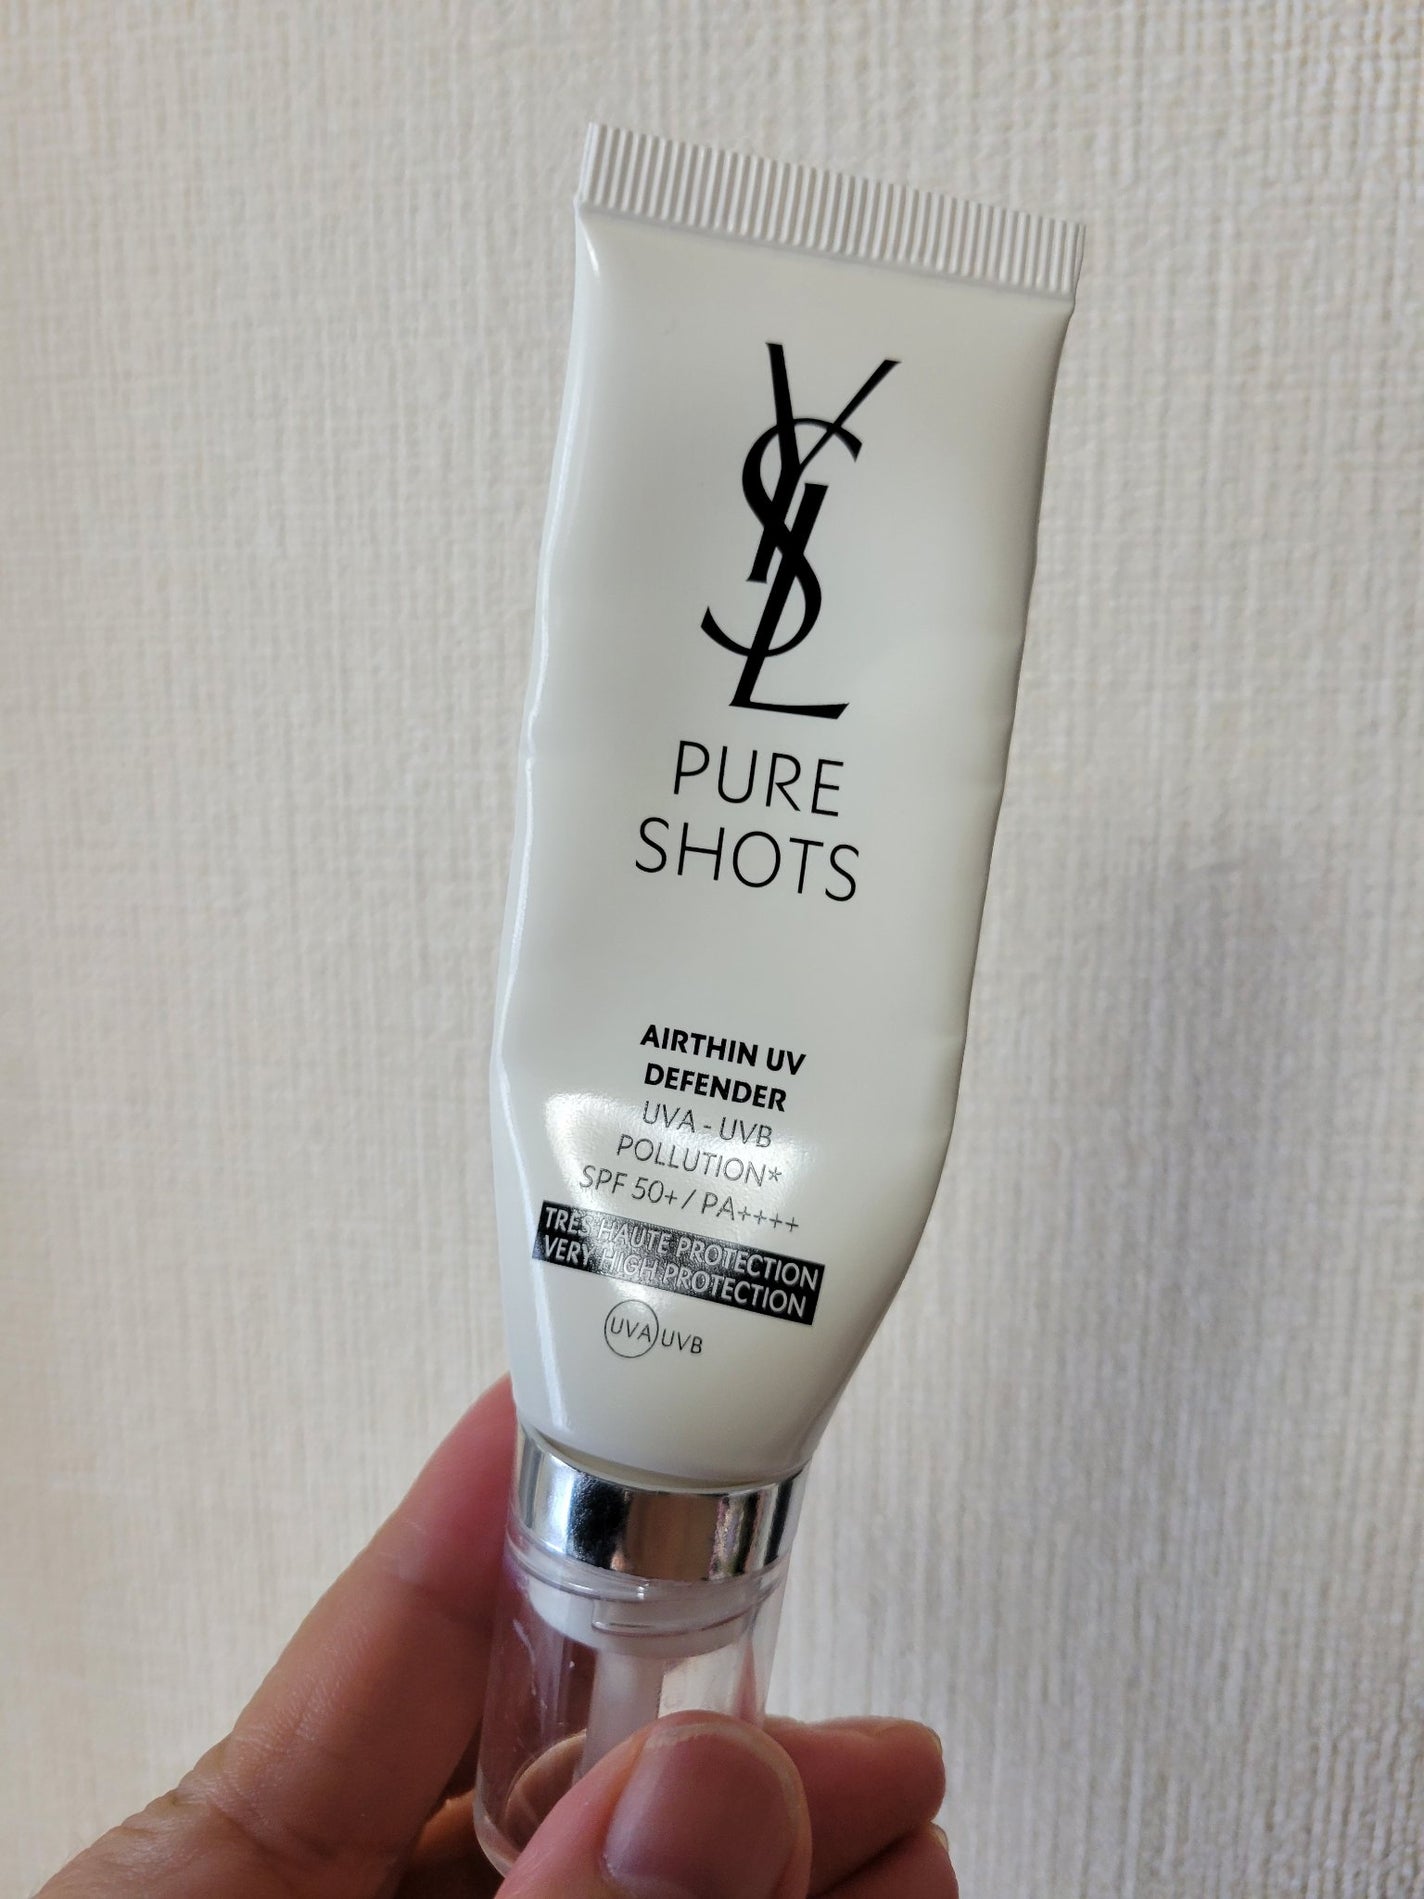 YSL
PURE
SHOTS
AIRTHIN UV
DEFENDER
UVA - UVB
POLLUTION*
SPF 50+ / PA++++
TRÈS HAUTE PROTECTION
VERY HIGH PROTECTION
UVA UVB